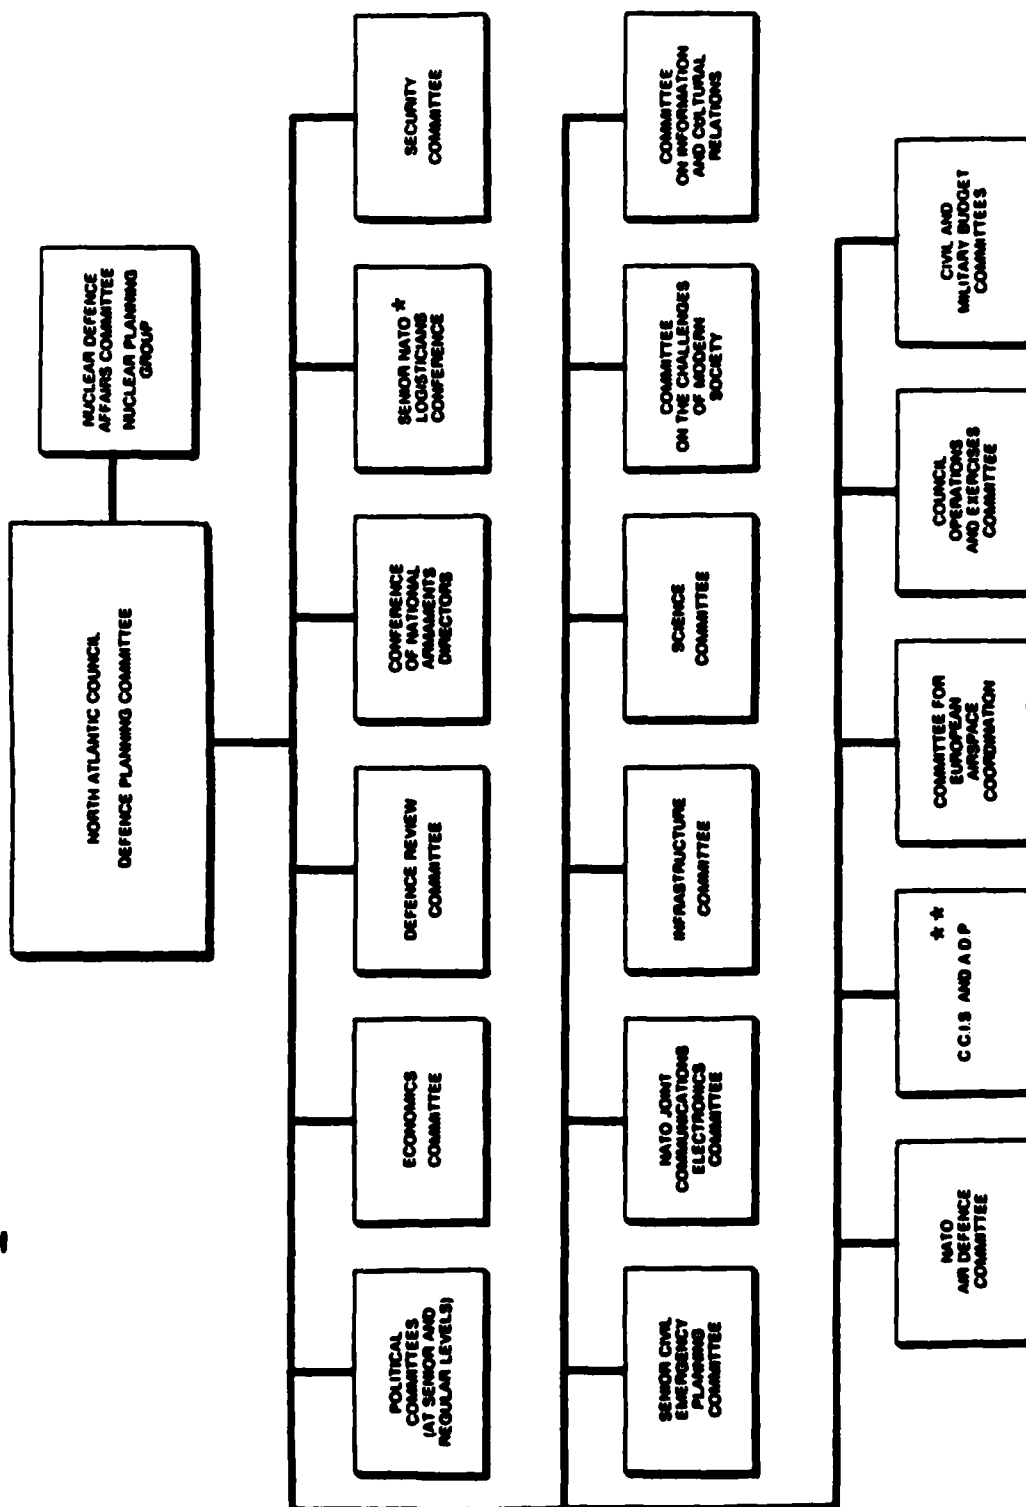 NORTH ATLANTIC COUNCIL
DEFENCE PLANNING COMMITTEE
NUCLEAR DEFENCE
AFFAIRS COMMITTEE
NUCLEAR PLANNING
GROUP
POLITICAL
COMMITTEES
(AT SENIOR AND
REGULAR LEVELS)
ECONOMICS
COMMITTEE
DEFENCE REVIEW
COMMITTEE
CONFERENCE
OF NATIONAL
ARMAMENTS
DIRECTORS
SENIOR NATO *
LOGISTICIANS
CONFERENCE
SECURITY
COMMITTEE
SENIOR CIVIL
EMERGENCY
PLANNING
COMMITTEE
NATO JOINT
COMMUNICATIONS
ELECTRONICS
COMMITTEE
INFRASTRUCTURE
COMMITTEE
SCIENCE
COMMITTEE
COMMITTEE
ON THE CHALLENGES
OF MODERN
SOCIETY
COMMITTEE
ON INFORMATION
AND CULTURAL
RELATIONS
NATO
AIR DEFENCE
COMMITTEE
**
C C.I.S AND A D.P
COMMITTEE FOR
EUROPEAN
AIRSPACE
COORDINATION
COUNCIL
OPERATIONS
AND EXERCISES
COMMITTEE
CIVIL AND
MILITARY BUDGET
COMMITTEES